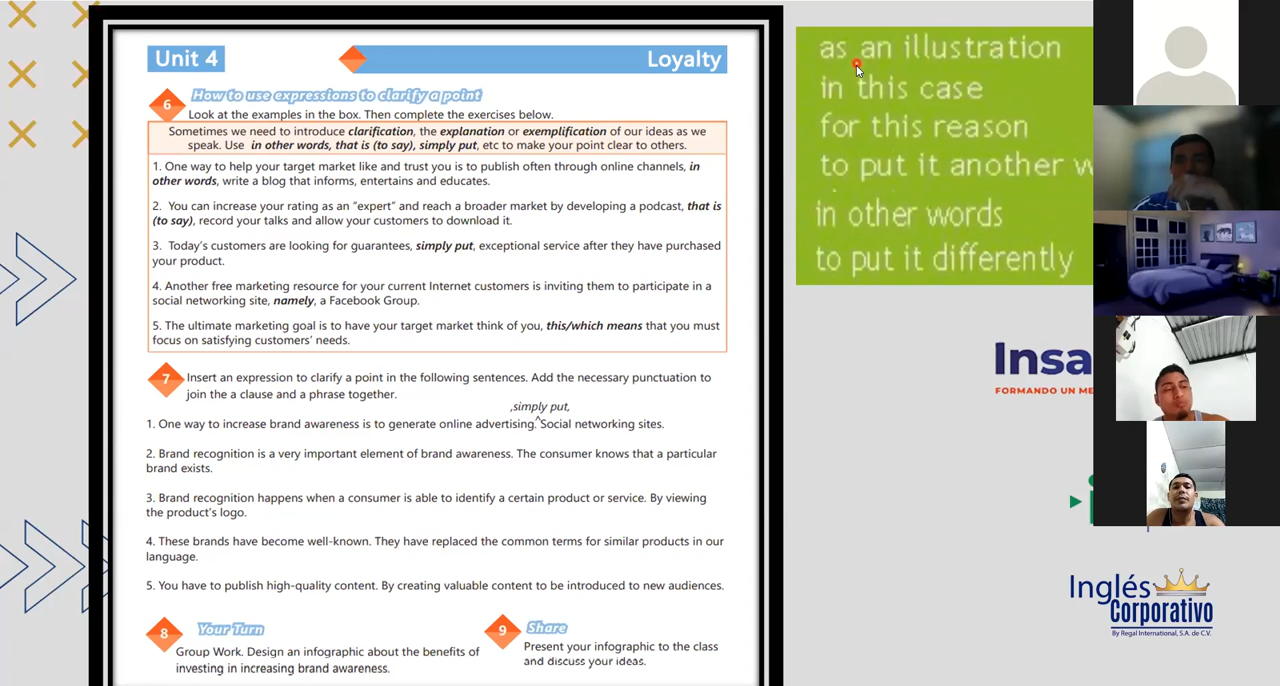 Unit 4
Loyalty
6
How to use expressions to clarify a point
Look at the examples in the box. Then complete the exercises below.
Sometimes we need to introduce clarification, the explanation or exemplification of our ideas as we
speak. Use in other words, that is (to say), simply put, etc to make your point clear to others.
1. One way to help your target market like and trust you is to publish often through online channels, in
other words, write a blog that informs, entertains and educates.
2. You can increase your rating as an “expert” and reach a broader market by developing a podcast, that is
(to say), record your talks and allow your customers to download it.
3. Today’s customers are looking for guarantees, simply put, exceptional service after they have purchased
your product.
4. Another free marketing resource for your current Internet customers is inviting them to participate in a
social networking site, namely, a Facebook Group.
5. The ultimate marketing goal is to have your target market think of you, this/which means that you must
focus on satisfying customers’ needs.
7
Insert an expression to clarify a point in the following sentences. Add the necessary punctuation to
join the a clause and a phrase together.
,simply put,
1. One way to increase brand awareness is to generate online advertising.^Social networking sites.
2. Brand recognition is a very important element of brand awareness. The consumer knows that a particular
brand exists.
3. Brand recognition happens when a consumer is able to identify a certain product or service. By viewing
the product’s logo.
4. These brands have become well-known. They have replaced the common terms for similar products in our
language.
5. You have to publish high-quality content. By creating valuable content to be introduced to new audiences.
8
Your Turn
Group Work. Design an infographic about the benefits of
investing in increasing brand awareness.
9
Share
Present your infographic to the class
and discuss your ideas.
as an illustration
in this case
for this reason
to put it another w
in other words
to put it differently
Insa
FORMANDO UN ME
Inglés
Corporativo
By Regal International, S.A. de C.V.